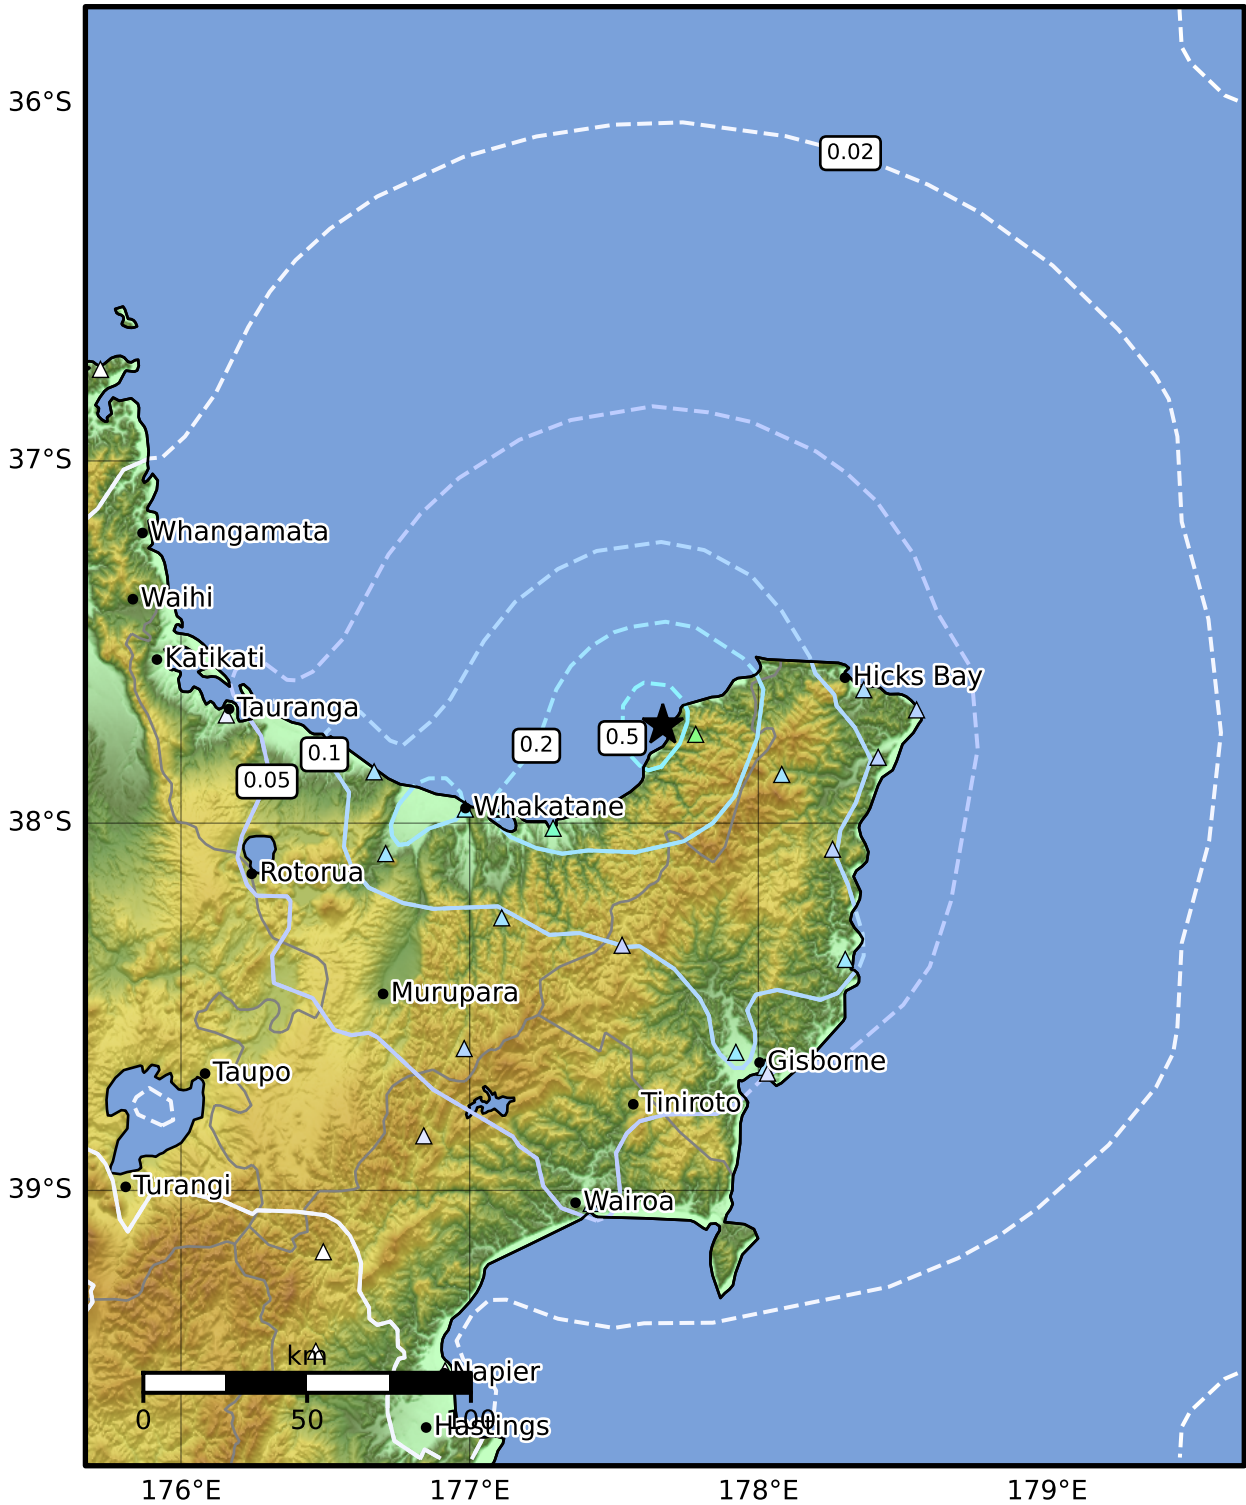 36°S
0.02
37°S
Whangamata
Waihi
Katikati
Hicks Bay
Tauranga
0.5
0.2
0.1
0.05
Whakatane
38°S
Rotorua
Murupara
Gisborne
Taupo
Tiniroto
39°S
Turangi
Wairoa
km
Napier
0
50
100
Hastings
176°E
177°E
178°E
179°E